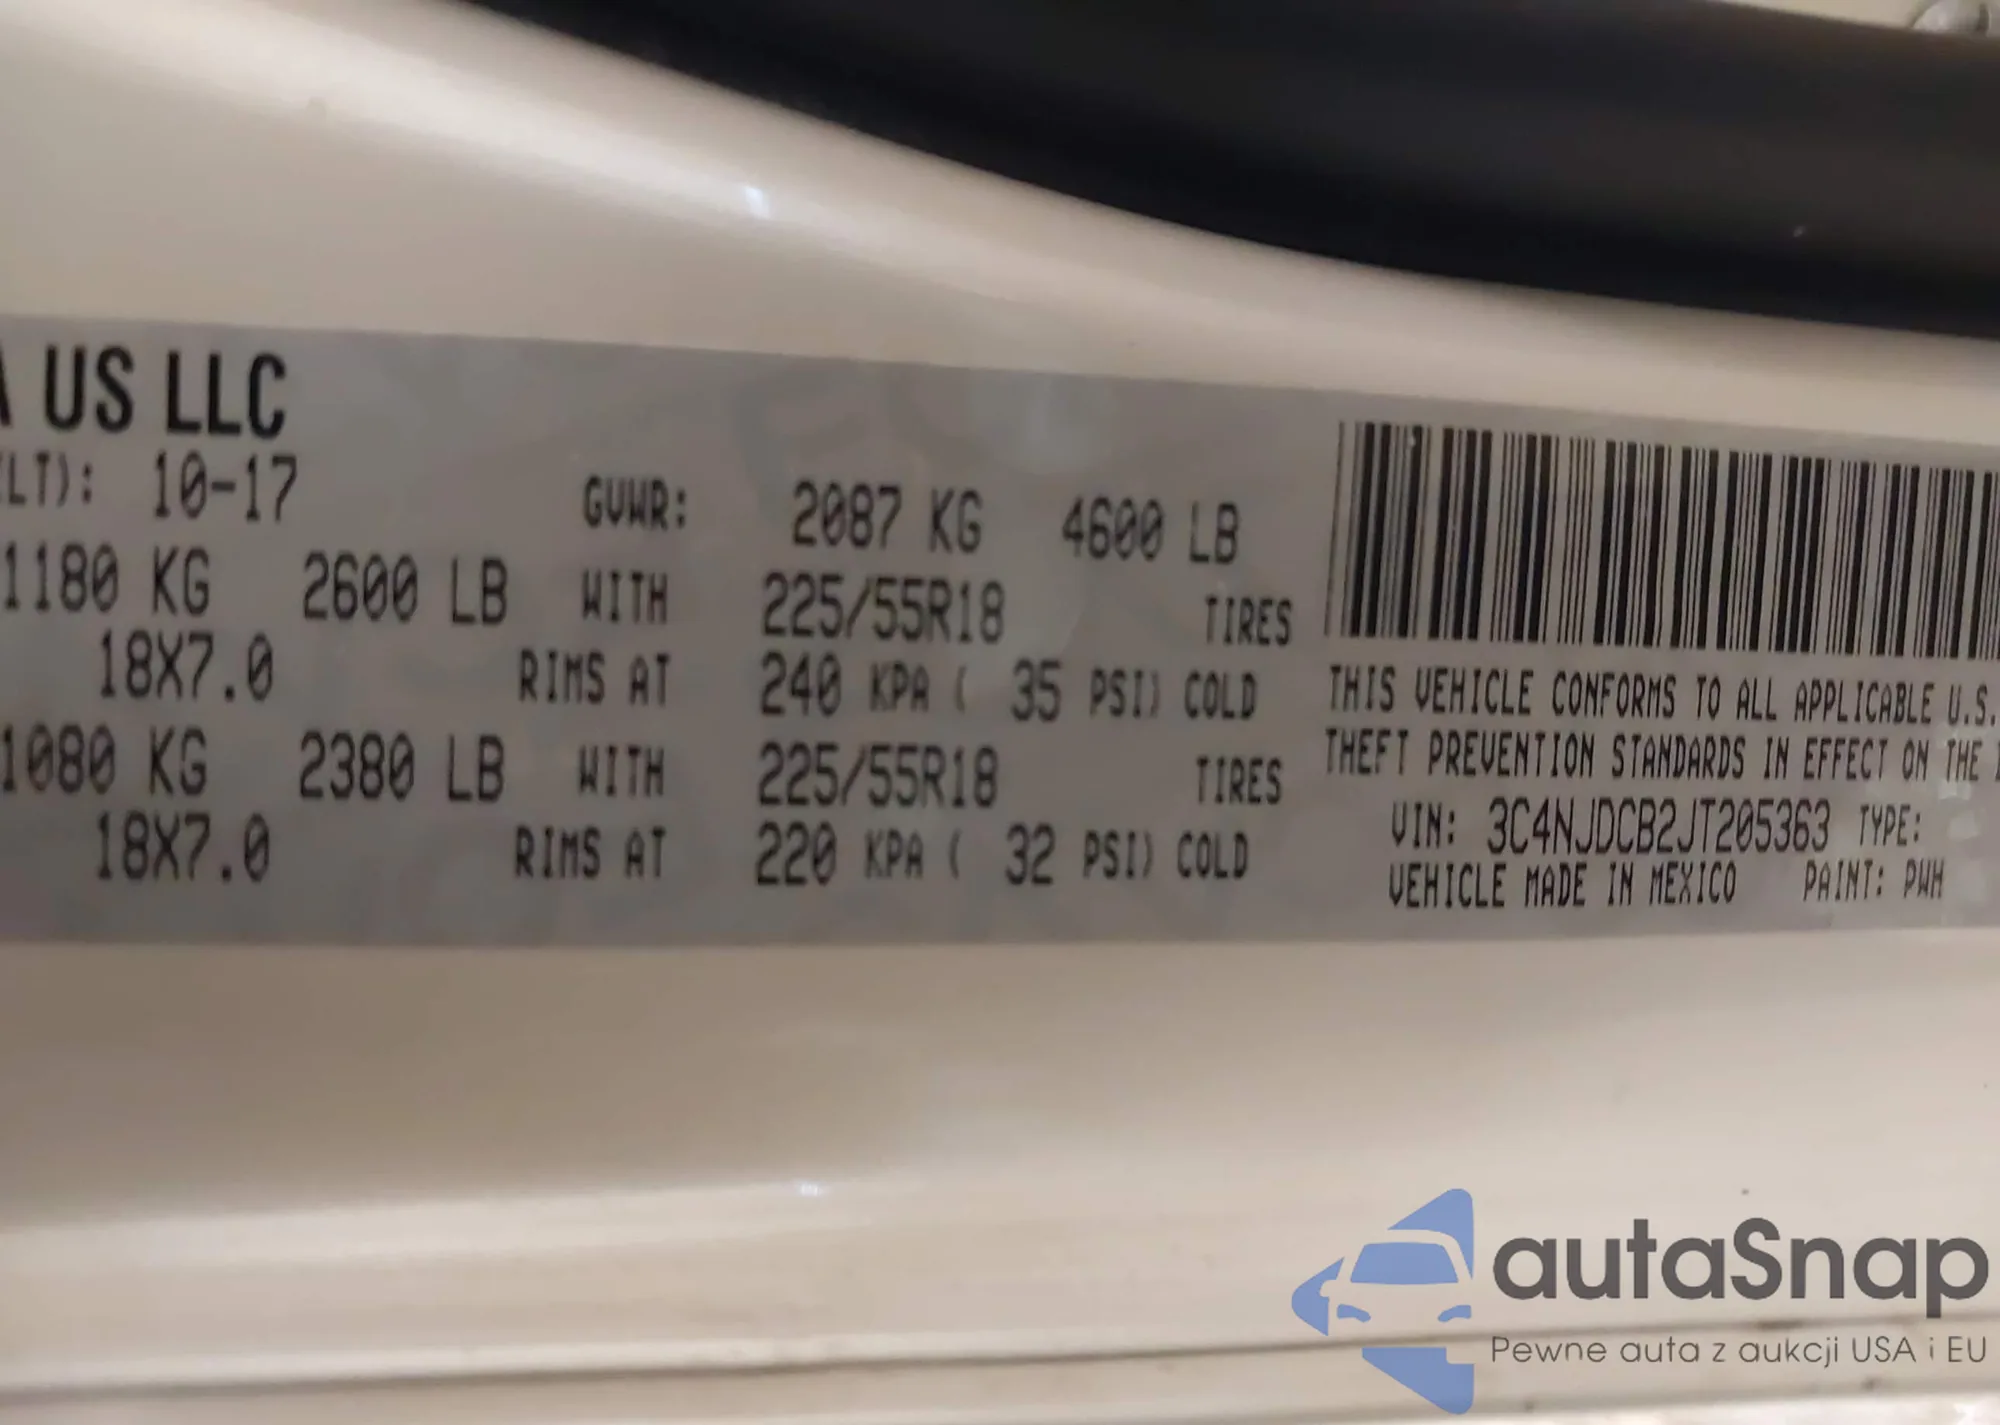 A US LLC
LT): 10-17 GVWR: 2087 KG 4600 LB
1180 KG 2600 LB WITH 225/55R18 TIRES
18X7.0 RIMS AT 240 KPA ( 35 PSI) COLD
1080 KG 2380 LB WITH 225/55R18 TIRES
18X7.0 RIMS AT 220 KPA ( 32 PSI) COLD
THIS VEHICLE CONFORMS TO ALL APPLICABLE U.S.
THEFT PREVENTION STANDARDS IN EFFECT ON THE
VIN: 3C4NJDCB2JT205363 TYPE:
VEHICLE MADE IN MEXICO PAINT: PWH
autaSnap
Pewne auta z aukcji USA i EU